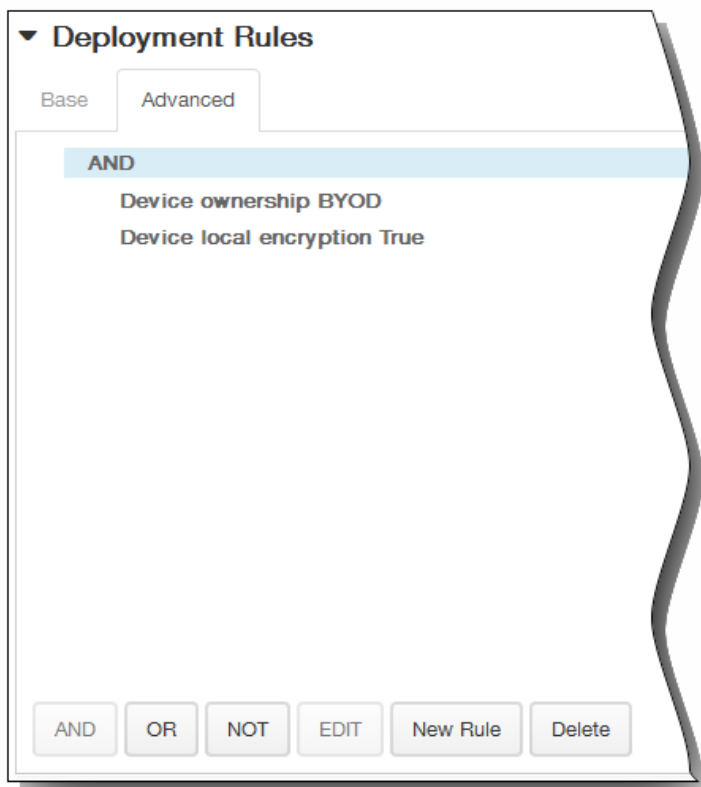 Deployment Rules
Base Advanced
AND
Device ownership BYOD
Device local encryption True
AND OR NOT EDIT New Rule Delete